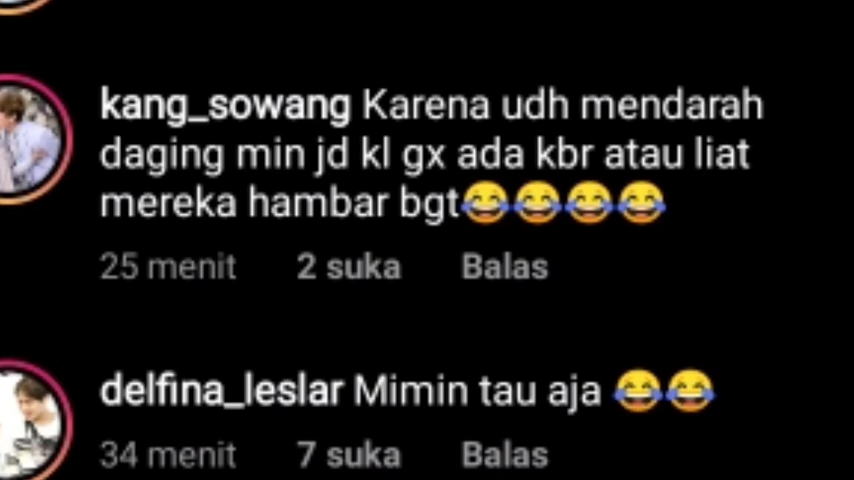 kang_sowang Karena udh mendarah
daging min jd kl gx ada kbr atau liat
mereka hambar bgt😂😂😂😂
25 menit 2 suka Balas
delfina_leslar Mimin tau aja 😂😂
34 menit 7 suka Balas